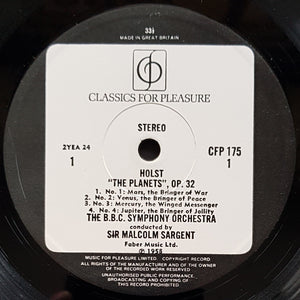 33⅓
MADE IN GREAT BRITAIN
CLASSICS FOR PLEASURE
STEREO
2YEA 24
CFP 175
1
1
HOLST
"THE PLANETS", OP. 32
1. No. 1: Mars, the Bringer of War
2. No. 2: Venus, the Bringer of Peace
3. No. 3: Mercury, the Winged Messenger
4. No. 4: Jupiter, the Bringer of Jollity
THE B.B.C. SYMPHONY ORCHESTRA
conducted by
SIR MALCOLM SARGENT
Faber Music Ltd.
℗ 1958
MUSIC FOR PLEASURE LIMITED. COPYRIGHT
ALL RIGHTS OF THE MANUFACTURER AND OF THE
OWNER OF THE RECORDED WORK RESERVED
UNAUTHORISED PUBLIC PERFORMANCE,
BROADCASTING AND COPYING OF
THIS RECORD PROHIBITED